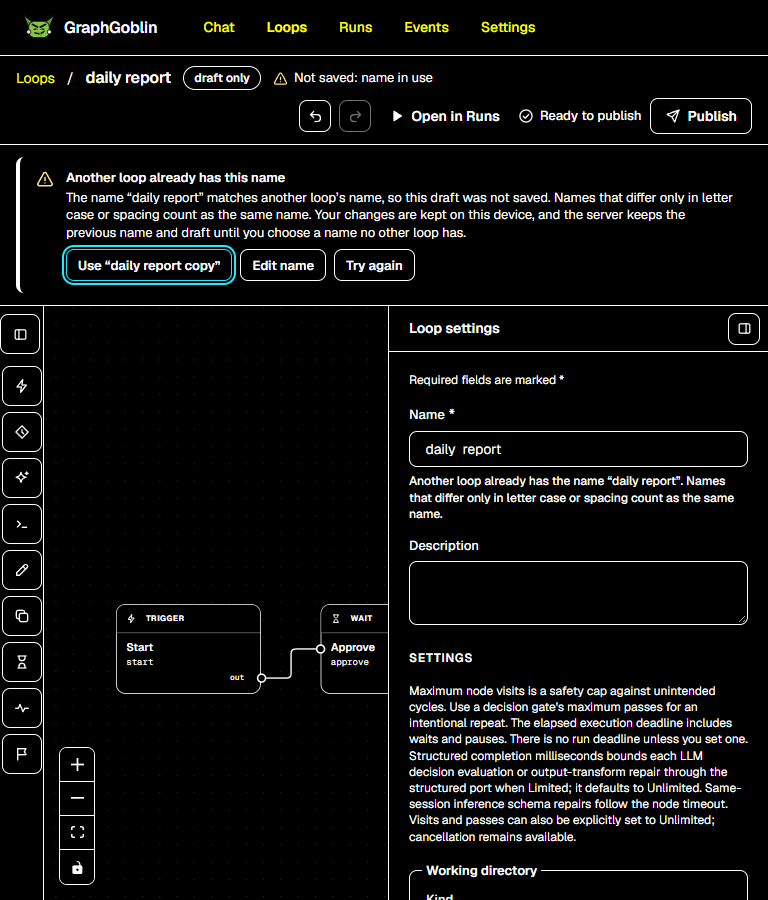 GraphGoblin Chat Loops Runs Events Settings
Loops / daily report draft only Not saved: name in use
Open in Runs Ready to publish Publish
Another loop already has this name
The name “daily report” matches another loop’s name, so this draft was not saved. Names that differ only in letter
case or spacing count as the same name. Your changes are kept on this device, and the server keeps the
previous name and draft until you choose a name no other loop has.
Use “daily report copy” Edit name Try again
Loop settings
Required fields are marked *
Name *
daily  report
Another loop already has the name “daily report”. Names
that differ only in letter case or spacing count as the same
name.
Description
TRIGGER
Start
start
out
WAIT
Approve
approve
SETTINGS
Maximum node visits is a safety cap against unintended
cycles. Use a decision gate's maximum passes for an
intentional repeat. The elapsed execution deadline includes
waits and pauses. There is no run deadline unless you set one.
Structured completion milliseconds bounds each LLM
decision evaluation or output-transform repair through the
structured port when Limited; it defaults to Unlimited. Same-
session inference schema repairs follow the node timeout.
Visits and passes can also be explicitly set to Unlimited;
cancellation remains available.
Working directory
Kind